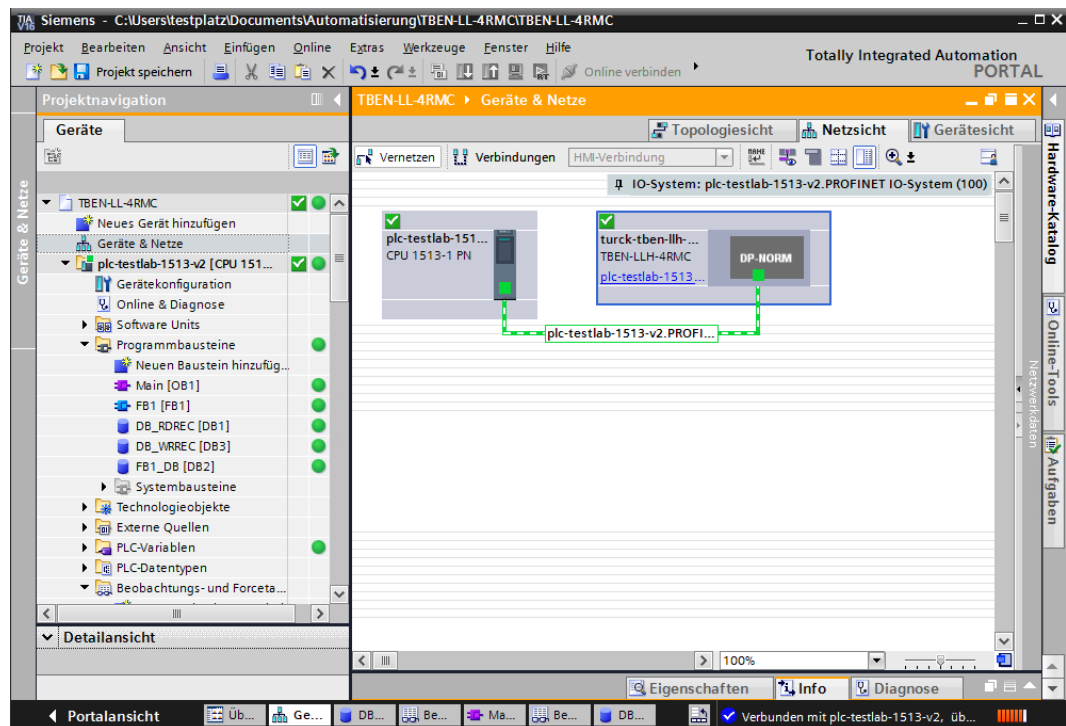 Siemens - C:\Users\testplatz\Documents\Automatisierung\TBEN-LL-4RMC\TBEN-LL-4RMC
Projekt Bearbeiten Ansicht Einfügen Online Extras Werkzeuge Fenster Hilfe
Totally Integrated Automation
PORTAL
Projekt speichern
Online verbinden
Projektnavigation
TBEN-LL-4RMC Geräte & Netze
Geräte
Topologiesicht Netzsicht Gerätesicht
Vernetzen Verbindungen HMI-Verbindung
IO-System: plc-testlab-1513-v2.PROFINET IO-System (100)
Geräte & Netze
TBEN-LL-4RMC
Neues Gerät hinzufügen
Geräte & Netze
plc-testlab-1513-v2 [CPU 151...
Gerätekonfiguration
Online & Diagnose
Software Units
Programmbausteine
Neuen Baustein hinzufüg...
Main [OB1]
FB1 [FB1]
DB_RDREC [DB1]
DB_WRREC [DB3]
FB1_DB [DB2]
Systembausteine
Technologieobjekte
Externe Quellen
PLC-Variablen
PLC-Datentypen
Beobachtungs- und Forceta...
Detailansicht
plc-testlab-151...
CPU 1513-1 PN
turck-tben-llh-...
TBEN-LLH-4RMC
plc-testlab-1513...
DP-NORM
plc-testlab-1513-v2.PROFI...
Netzwerkdaten
Hardware-Katalog
Online-Tools
Aufgaben
100%
Eigenschaften Info Diagnose
Portalansicht Üb... Ge... DB... Be... Ma... Be... DB... Verbunden mit plc-testlab-1513-v2, üb...